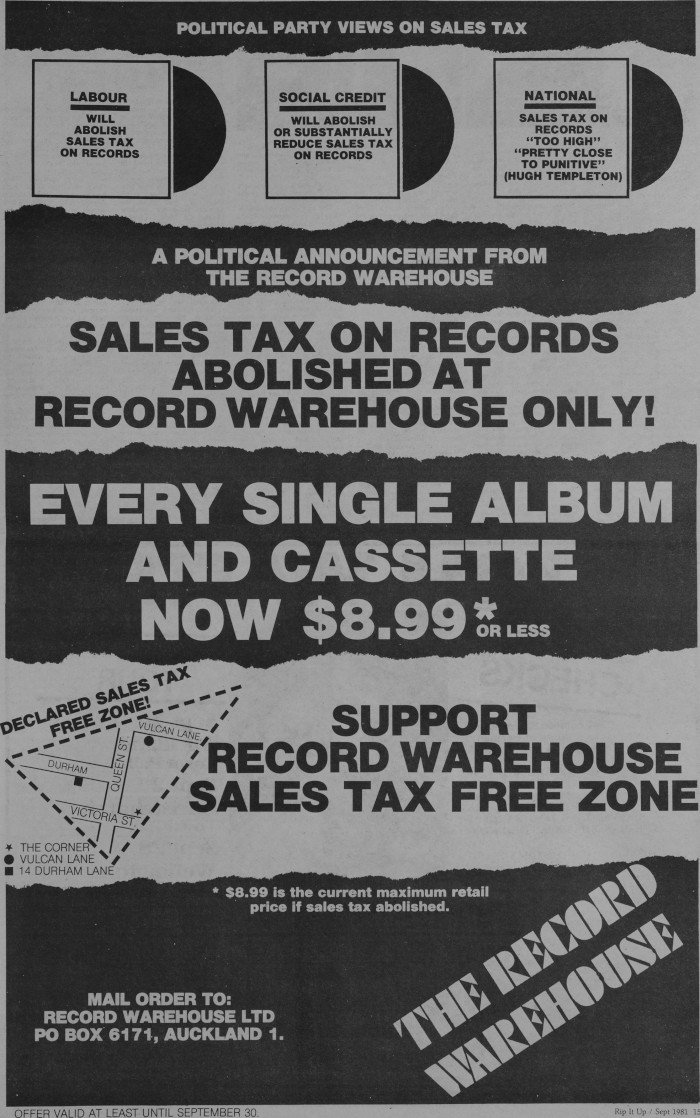 POLITICAL PARTY VIEWS ON SALES TAX
LABOUR
WILL
ABOLISH
SALES TAX
ON RECORDS
SOCIAL CREDIT
WILL ABOLISH
OR SUBSTANTIALLY
REDUCE SALES TAX
ON RECORDS
NATIONAL
SALES TAX ON
RECORDS
"TOO HIGH"
"PRETTY CLOSE
TO PUNITIVE"
(HUGH TEMPLETON)
A POLITICAL ANNOUNCEMENT FROM
THE RECORD WAREHOUSE
SALES TAX ON RECORDS
ABOLISHED AT
RECORD WAREHOUSE ONLY!
EVERY SINGLE ALBUM
AND CASSETTE
NOW $8.99*
OR LESS
DECLARED SALES TAX
FREE ZONE!
VULCAN LANE
QUEEN ST.
DURHAM
VICTORIA ST.
★ THE CORNER
● VULCAN LANE
■ 14 DURHAM LANE
SUPPORT
RECORD WAREHOUSE
SALES TAX FREE ZONE
* $8.99 is the current maximum retail
price if sales tax abolished.
MAIL ORDER TO:
RECORD WAREHOUSE LTD
PO BOX 6171, AUCKLAND 1.
THE RECORD
WAREHOUSE
OFFER VALID AT LEAST UNTIL SEPTEMBER 30.
Rip It Up / Sept 1981